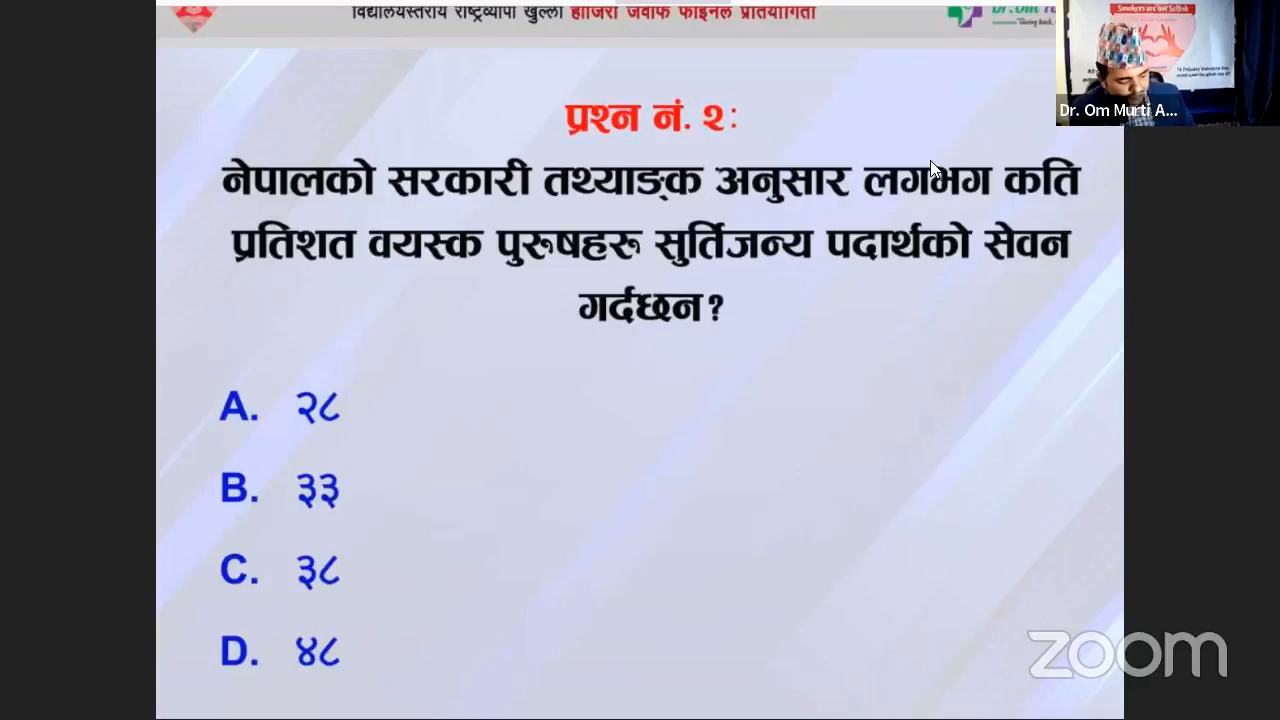 विद्यालयस्तरीय राष्ट्रव्यापी खुल्ला हाजिरी जवाफ फाइनल प्रतियोगिता
Smokers are not Selfish
Dr. Om Murti A...
प्रश्न नं. २:
नेपालको सरकारी तथ्याङ्क अनुसार लगभग कति
प्रतिशत वयस्क पुरुषहरु सुर्तिजन्य पदार्थको सेवन
गर्दछन?
A. २८
B. ३३
C. ३८
D. ४८
zoom